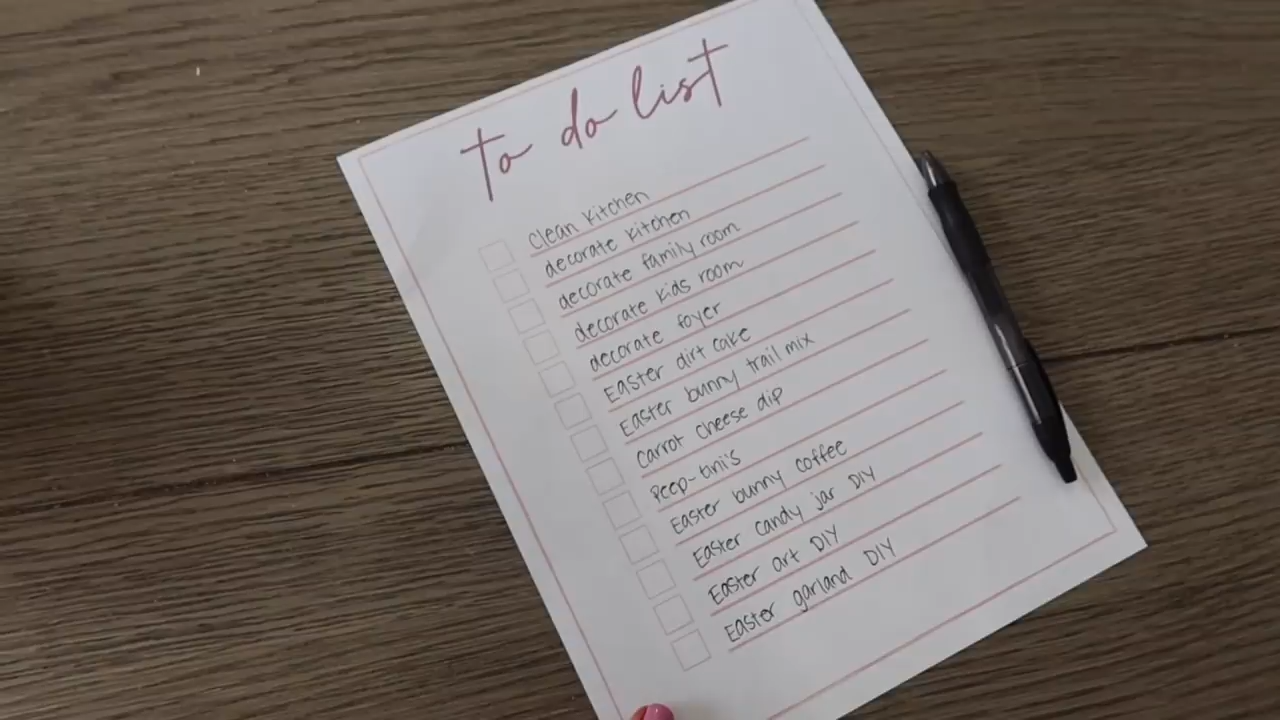 to do list
clean kitchen
decorate kitchen
decorate family room
decorate kids room
decorate foyer
Easter dirt cake
Easter bunny trail mix
carrot cheese dip
peep-tini's
Easter bunny coffee
Easter candy jar DIY
Easter art DIY
Easter garland DIY